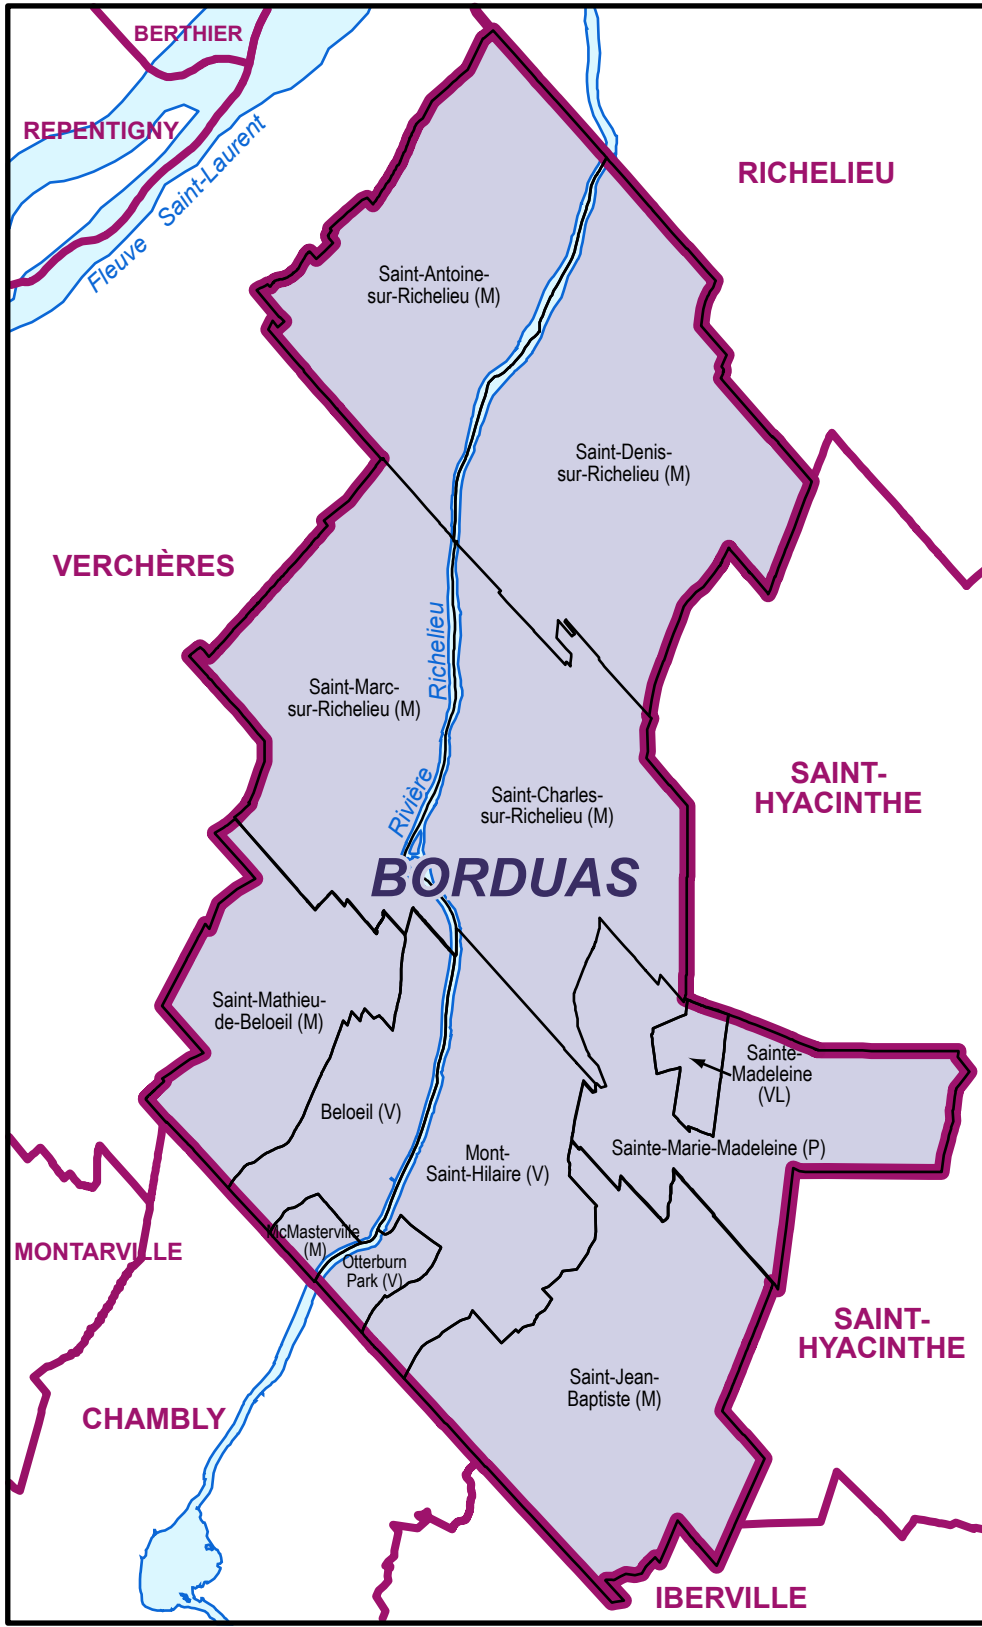 BERTHIER
REPENTIGNY
Fleuve Saint-Laurent
RICHELIEU
Saint-Antoine-
sur-Richelieu (M)
Saint-Denis-
sur-Richelieu (M)
VERCHÈRES
Rivière Richelieu
Saint-Marc-
sur-Richelieu (M)
SAINT-
HYACINTHE
Saint-Charles-
sur-Richelieu (M)
BORDUAS
Saint-Mathieu-
de-Beloeil (M)
Sainte-
Madeleine
(VL)
Beloeil (V)
Mont-
Saint-Hilaire (V)
Sainte-Marie-Madeleine (P)
McMasterville
(M)
Otterburn
Park (V)
MONTARVILLE
SAINT-
HYACINTHE
Saint-Jean-
Baptiste (M)
CHAMBLY
IBERVILLE